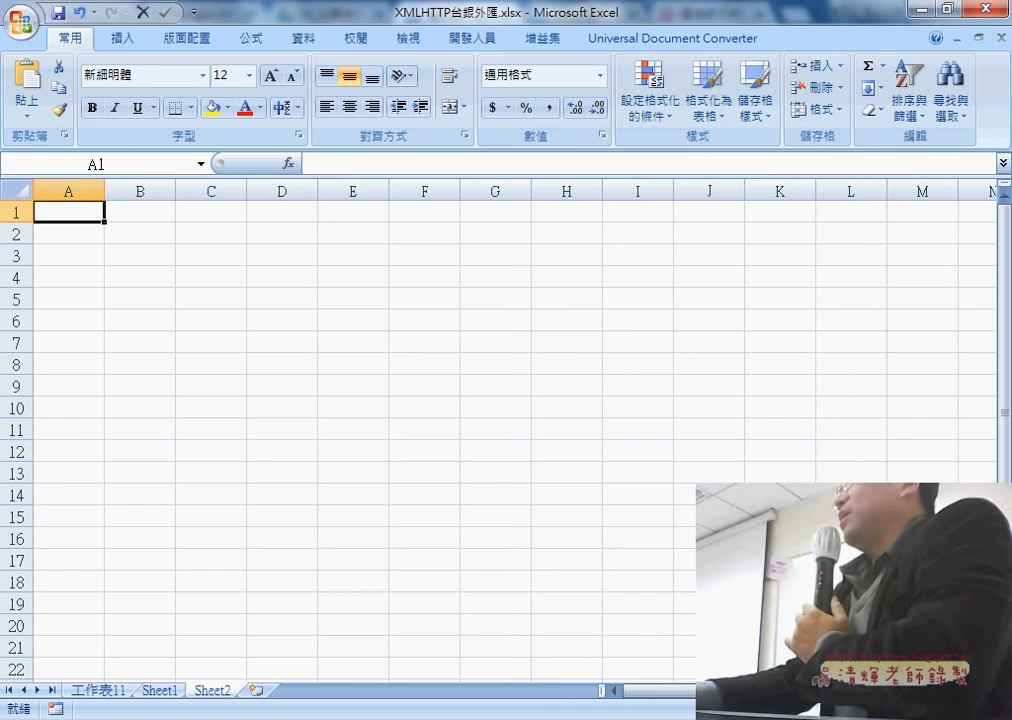 XMLHTTP台銀外匯.xlsx - Microsoft Excel
常用 插入 版面配置 公式 資料 校閱 檢視 開發人員 增益集 Universal Document Converter
貼上
新細明體 12
B I U
通用格式
$ % ,
設定格式化的條件 格式化為表格 儲存格樣式
插入
刪除
格式
Σ
排序與篩選 尋找與選取
剪貼簿 字型 對齊方式 數值 樣式 儲存格 編輯
A1 fx
A B C D E F G H I J K L M N
1
2
3
4
5
6
7
8
9
10
11
12
13
14
15
16
17
18
19
20
21
22
吳清輝老師錄製
工作表11 Sheet1 Sheet2
就緒